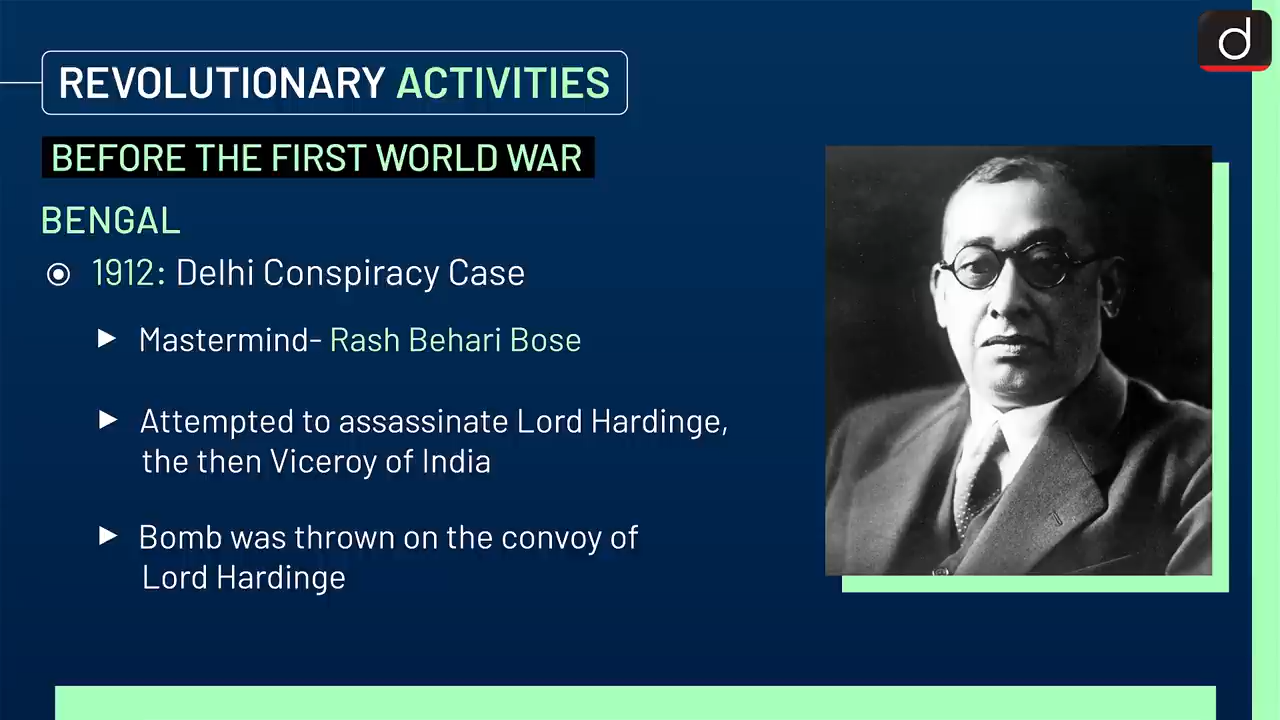 d
REVOLUTIONARY ACTIVITIES
BEFORE THE FIRST WORLD WAR
BENGAL
1912: Delhi Conspiracy Case
Mastermind- Rash Behari Bose
Attempted to assassinate Lord Hardinge,
the then Viceroy of India
Bomb was thrown on the convoy of
Lord Hardinge